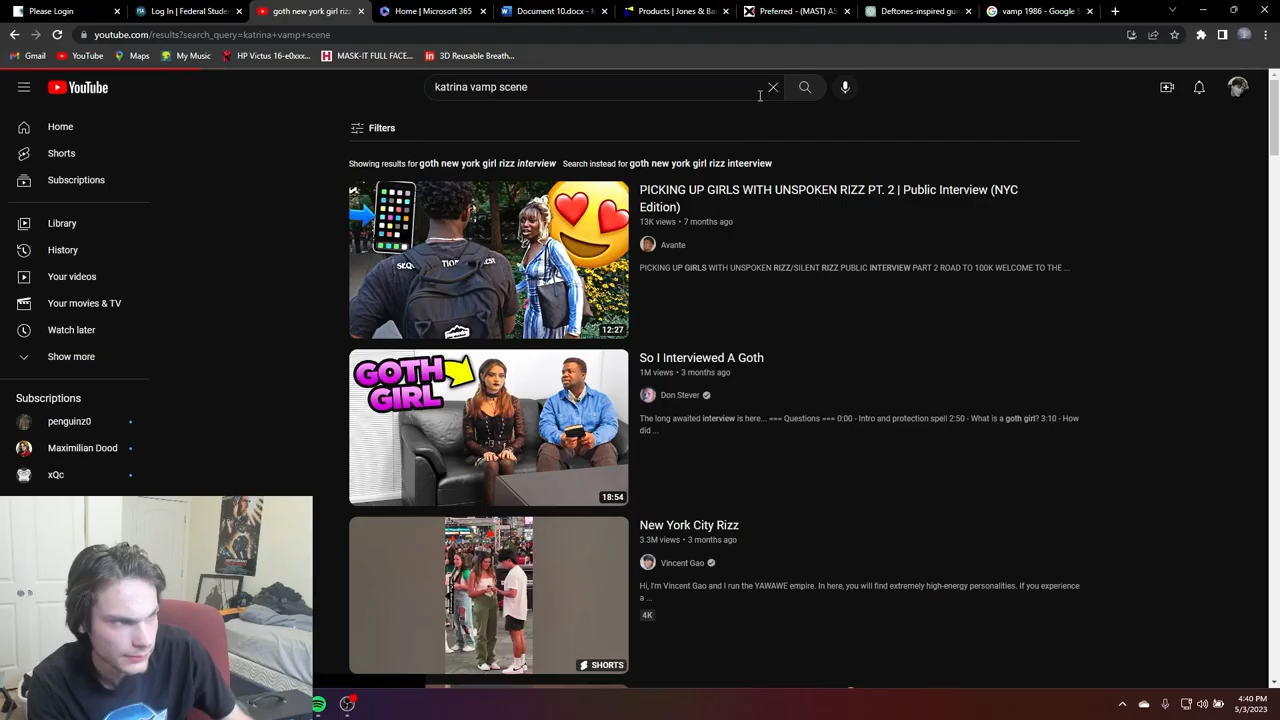 Please Login
Log In | Federal Studer
goth new york girl riz
Home | Microsoft 365
Document 10.docx - M
Products | Jones & Bar
Preferred - (MAST) AS
Deftones-inspired gue
vamp 1986 - Google S
youtube.com/results?search_query=katrina+vamp+scene
Gmail
YouTube
Maps
My Music
HP Victus 16-e0xxx...
MASK-IT FULL FACE...
3D Reusable Breath...
YouTube
katrina vamp scene
Home
Shorts
Subscriptions
Library
History
Your videos
Your movies & TV
Watch later
Show more
Subscriptions
penguinz0
Maximilian Dood
xQc
Filters
Showing results for goth new york girl rizz interview Search instead for goth new york girl rizz inteerview
PICKING UP GIRLS WITH UNSPOKEN RIZZ PT. 2 | Public Interview (NYC
Edition)
13K views • 7 months ago
Avante
PICKING UP GIRLS WITH UNSPOKEN RIZZ/SILENT RIZZ PUBLIC INTERVIEW PART 2 ROAD TO 100K WELCOME TO THE ...
12:27
GOTH
GIRL
18:54
So I Interviewed A Goth
1M views • 3 months ago
Don Stever
The long awaited interview is here... === Questions === 0:00 - Intro and protection spell 2:50 - What is a goth girl? 3:10 - How
did ...
SHORTS
New York City Rizz
3.3M views • 3 months ago
Vincent Gao
Hi, I'm Vincent Gao and I run the YAWAWE empire. In here, you will find extremely high-energy personalities. If you experience
a ...
4K
4:40 PM
5/3/2023